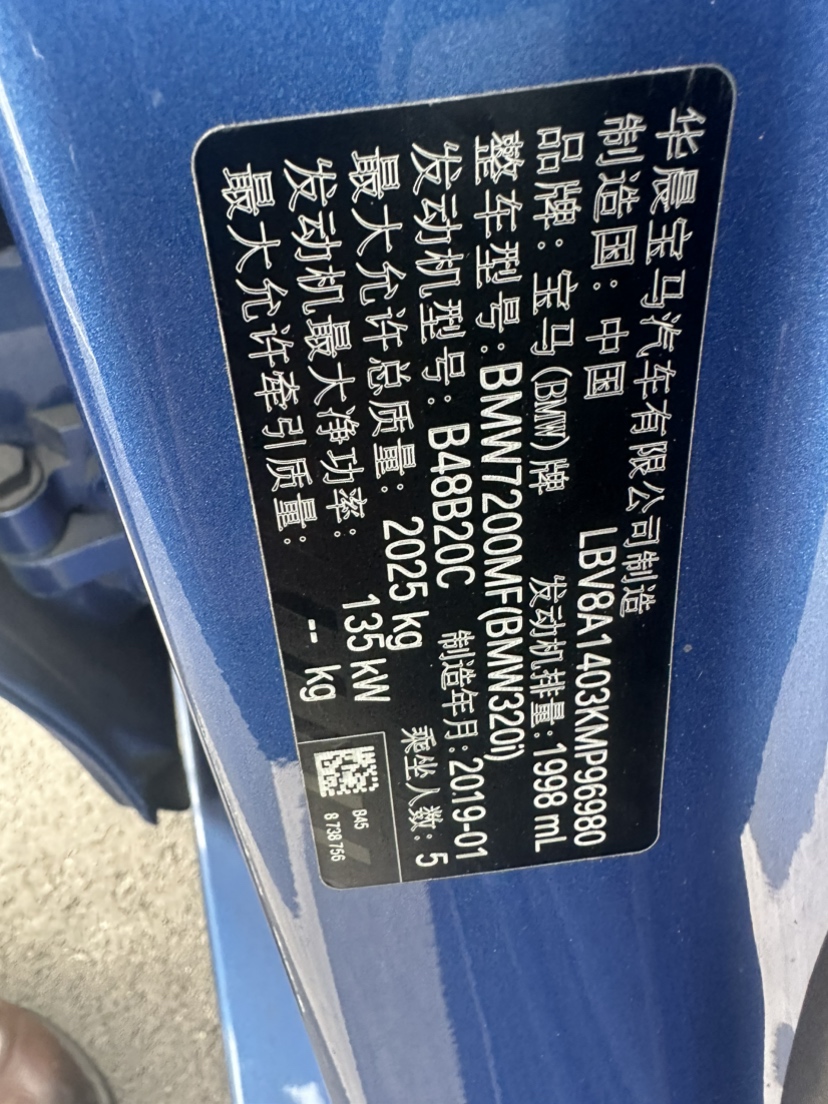 华晨宝马汽车有限公司制造
制造国：中国 LBV8A1403KMP96980
品牌：宝马(BMW)牌 发动机排量：1998 mL
整车型号：BMW7200MF(BMW320i)
发动机型号：B48B20C 制造年月：2019-01
最大允许总质量：2025 kg 乘坐人数：5
发动机最大净功率：135 kW
最大允许牵引质量：-- kg
B45
8 738 756